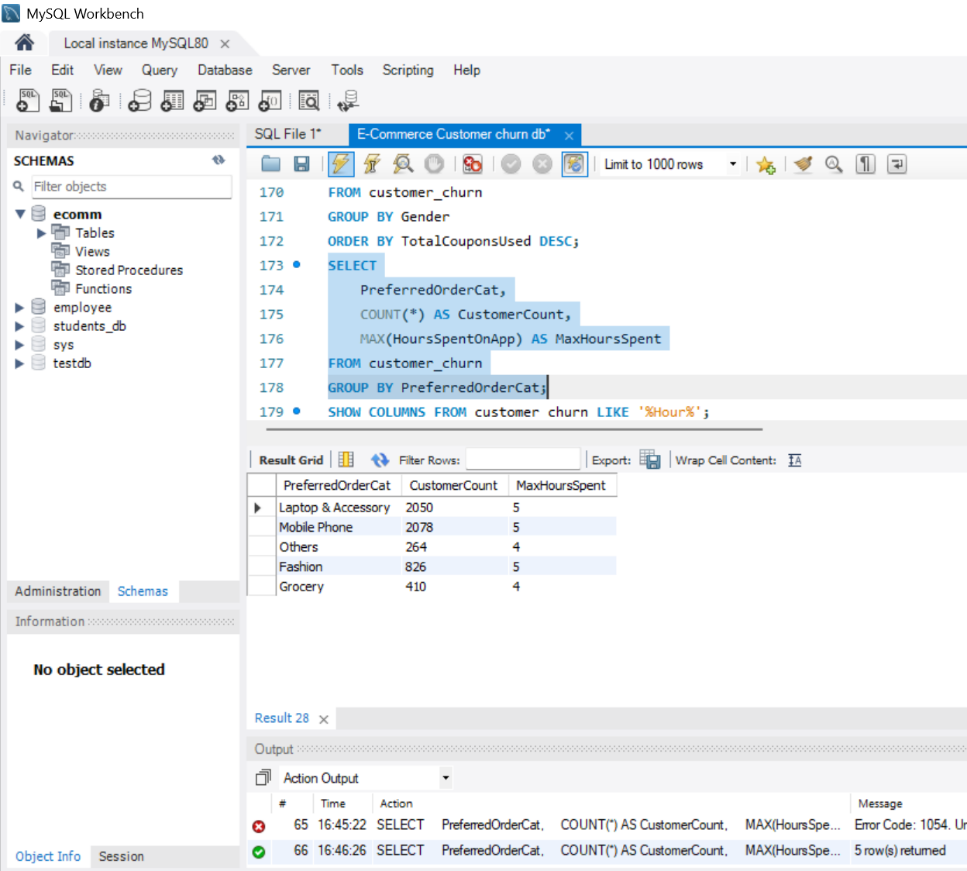 MySQL Workbench
Local instance MySQL80
File Edit View Query Database Server Tools Scripting Help
Navigator
SCHEMAS
Filter objects
ecomm
Tables
Views
Stored Procedures
Functions
employee
students_db
sys
testdb
Administration Schemas
Information
No object selected
Object Info Session
SQL File 1* E-Commerce Customer churn db*
Limit to 1000 rows
170 FROM customer_churn
171 GROUP BY Gender
172 ORDER BY TotalCouponsUsed DESC;
173 SELECT
174 PreferredOrderCat,
175 COUNT(*) AS CustomerCount,
176 MAX(HoursSpentOnApp) AS MaxHoursSpent
177 FROM customer_churn
178 GROUP BY PreferredOrderCat;
179 SHOW COLUMNS FROM customer churn LIKE '%Hour%';
Result Grid Filter Rows: Export: Wrap Cell Content:
PreferredOrderCat CustomerCount MaxHoursSpent
Laptop & Accessory 2050 5
Mobile Phone 2078 5
Others 264 4
Fashion 826 5
Grocery 410 4
Result 28
Output
Action Output
# Time Action Message
65 16:45:22 SELECT PreferredOrderCat, COUNT(*) AS CustomerCount, MAX(HoursSpe... Error Code: 1054. Un
66 16:46:26 SELECT PreferredOrderCat, COUNT(*) AS CustomerCount, MAX(HoursSpe... 5 row(s) returned